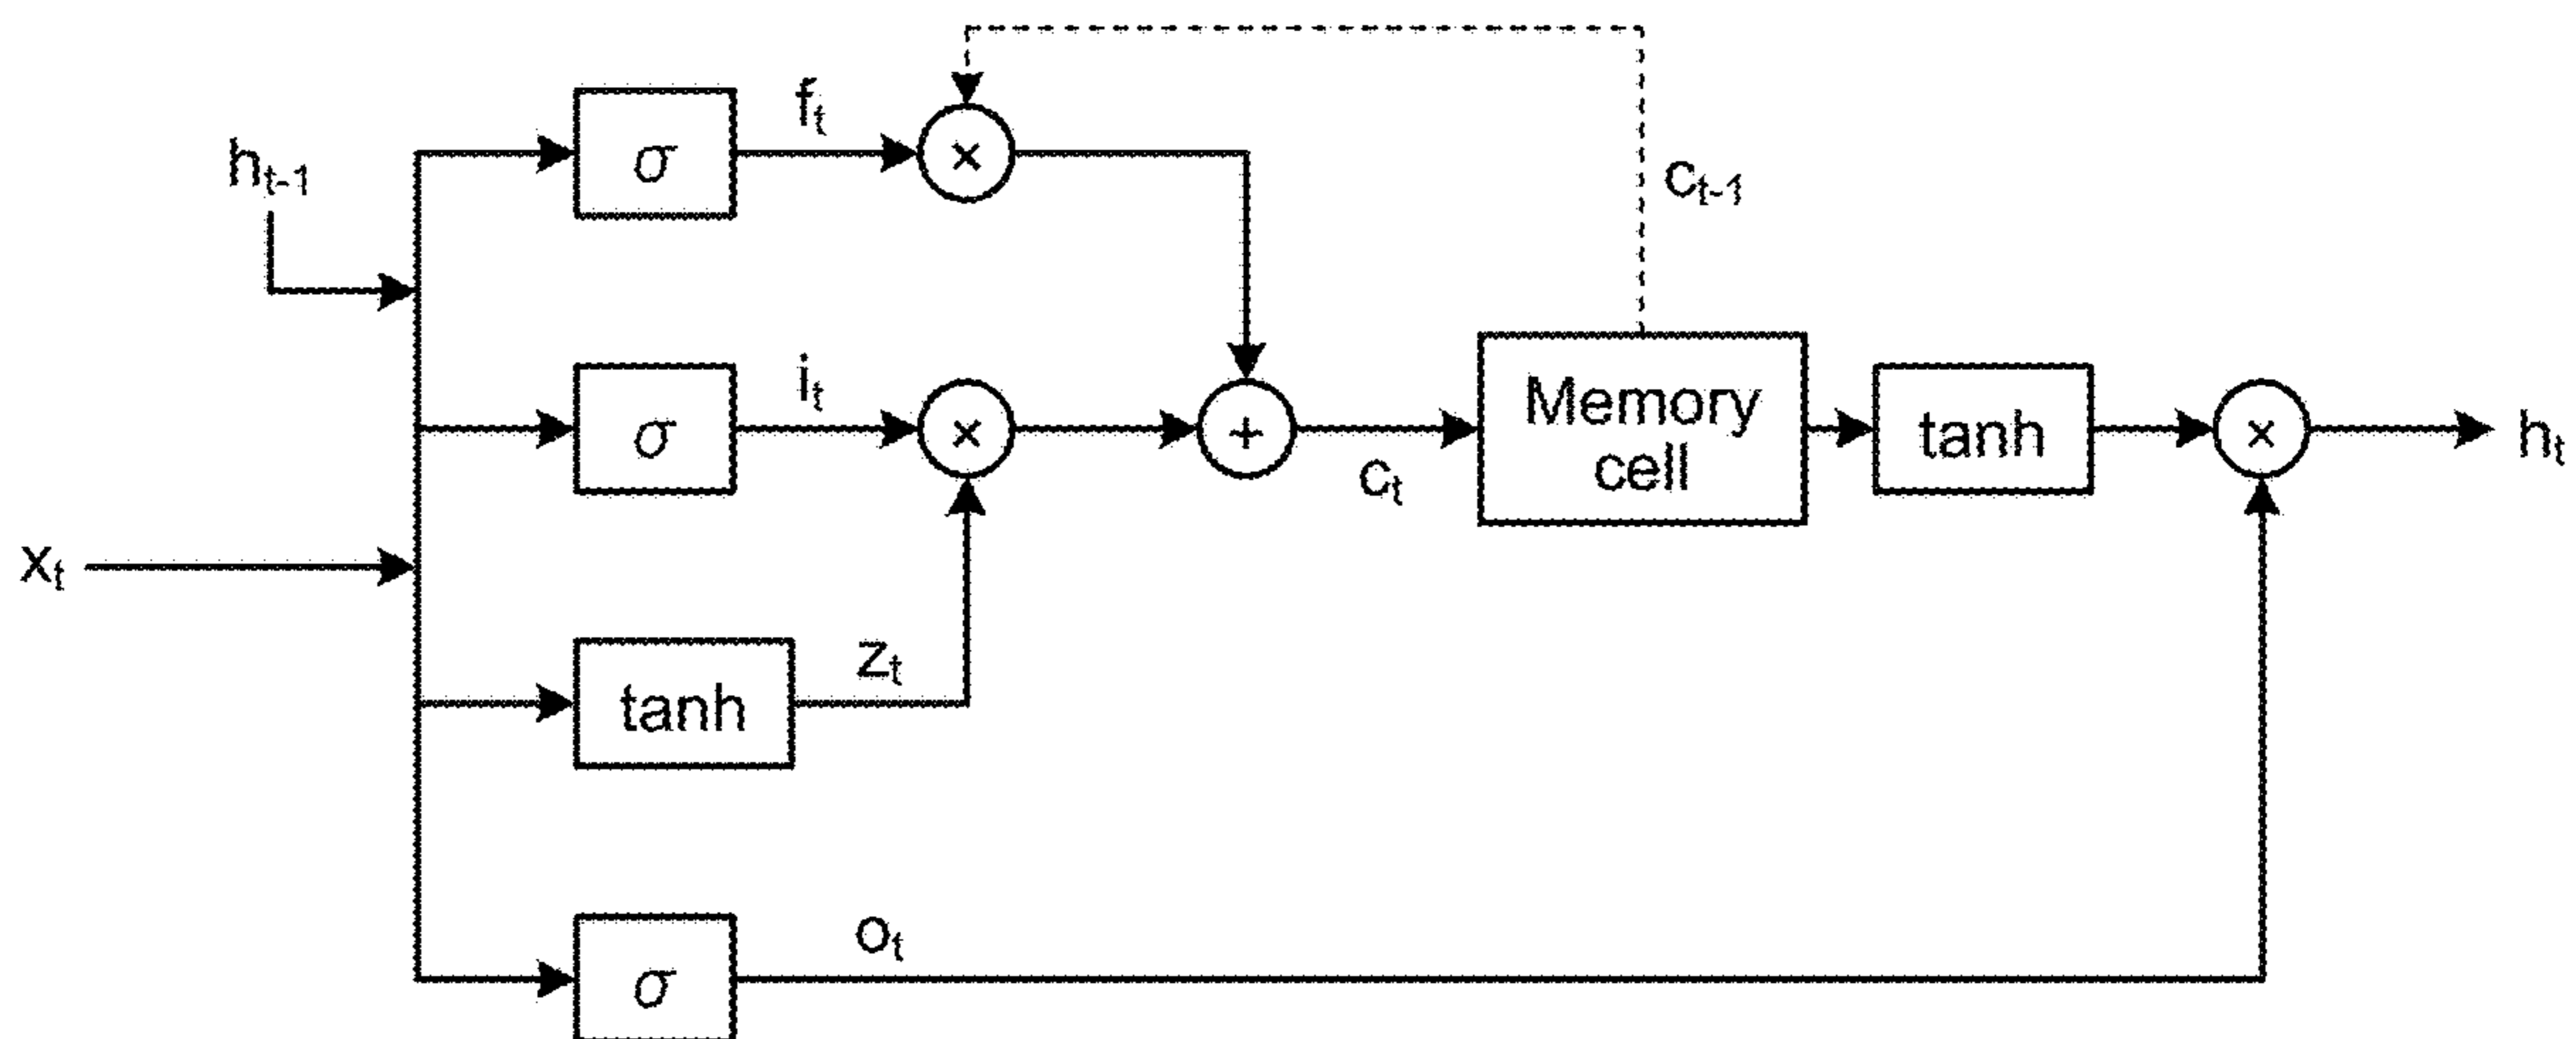 f_t
h_{t-1}
σ
×
c_{t-1}
i_t
σ
×
+
c_t
Memory
cell
tanh
×
h_t
x_t
z_t
tanh
o_t
σ